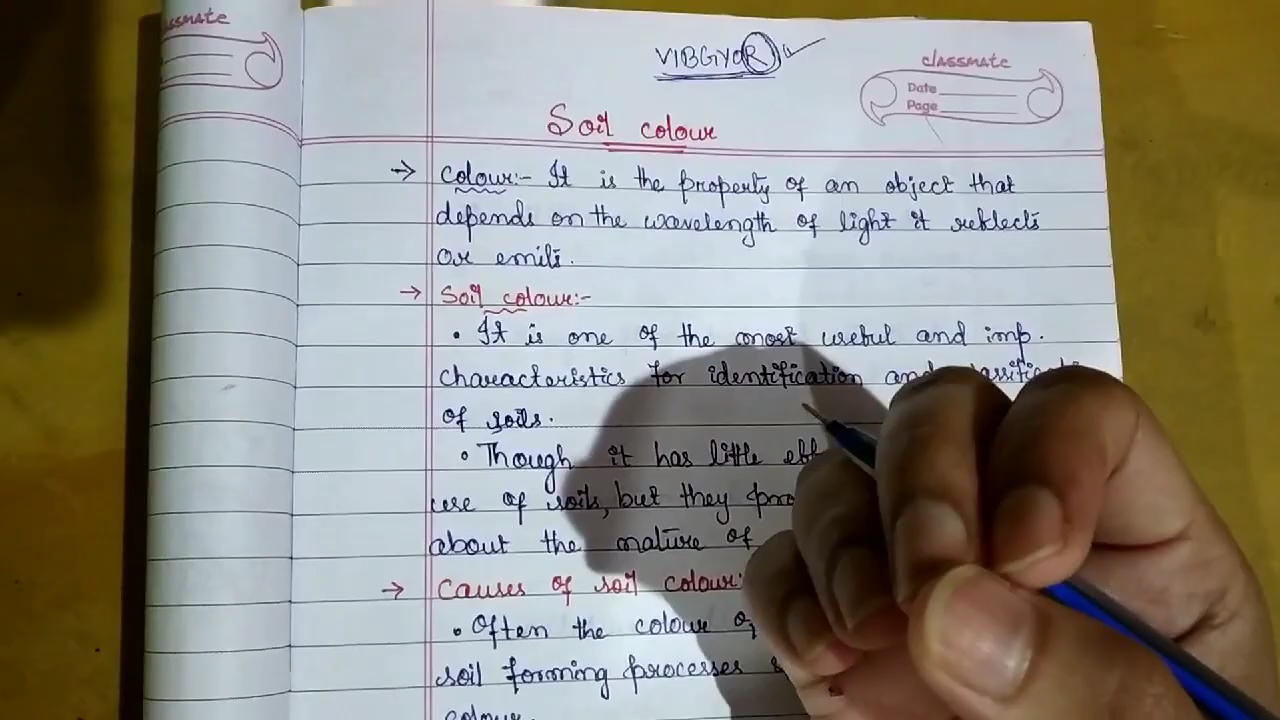 ssmate
VIBGYOR
classmate
Date
Page
Soil colour
→ Colour:- It is the property of an object that
depends on the wavelength of light it reflects
or emits.
→ Soil colour:-
• It is one of the most useful and imp.
characteristics for identification and
of soils.
• Though it has little
use of soils, but they
about the nature of
→ Causes of soil colour:
• Often the colour
soil forming processes
colour.